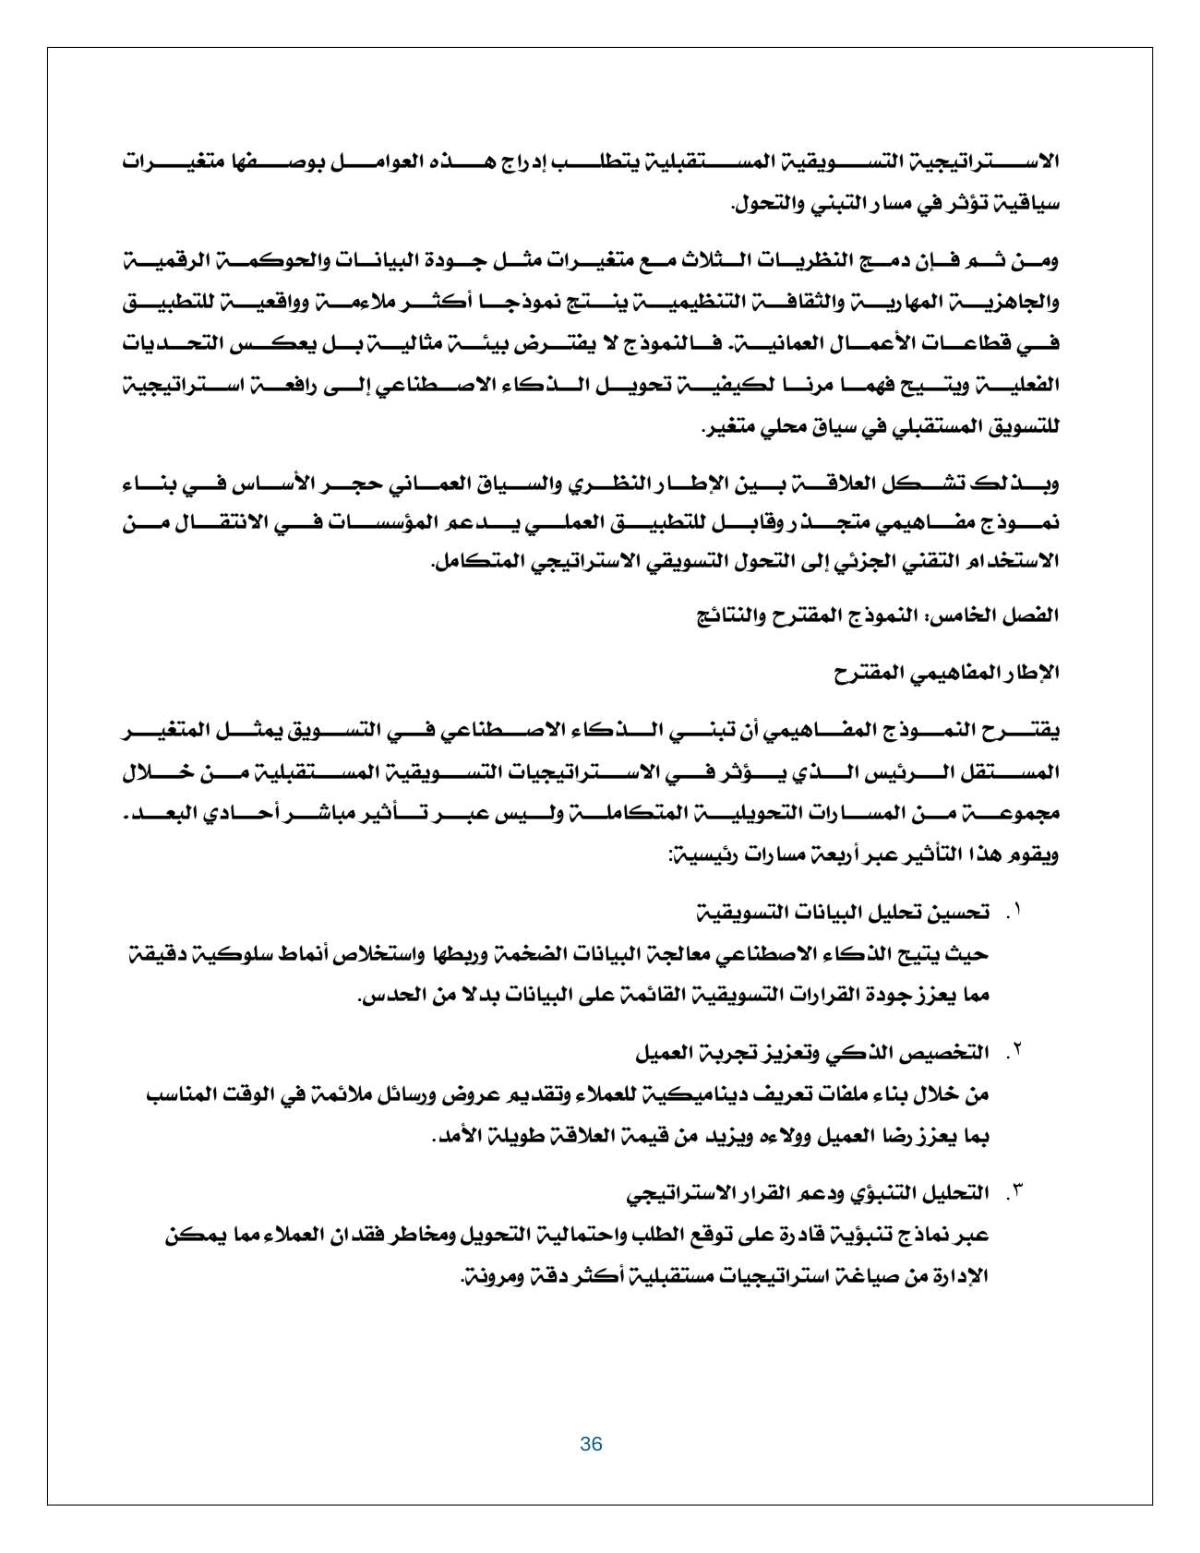 الاستراتيجية التسويقية المستقبلية يتطلب إدراج هذه العوامل بوصفها متغيرات
سياقية تؤثر في مسار التبني والتحول.
ومن ثم فإن دمج النظريات الثلاث مع متغيرات مثل جودة البيانات والحوكمة الرقمية
والجاهزية المهارية والثقافة التنظيمية ينتج نموذجا أكثر ملاءمة وواقعية للتطبيق
في قطاعات الأعمال العمانية. فالنموذج لا يفترض بيئة مثالية بل يعكس التحديات
الفعلية ويتيح فهما مرنا لكيفية تحويل الذكاء الاصطناعي إلى رافعة استراتيجية
للتسويق المستقبلي في سياق محلي متغير.
وبذلك تشكل العلاقة بين الإطار النظري والسياق العماني حجر الأساس في بناء
نموذج مفاهيمي متجذر وقابل للتطبيق العملي يدعم المؤسسات في الانتقال من
الاستخدام التقني الجزئي إلى التحول التسويقي الاستراتيجي المتكامل.
الفصل الخامس: النموذج المقترح والنتائج
الإطار المفاهيمي المقترح
يقترح النموذج المفاهيمي أن تبني الذكاء الاصطناعي في التسويق يمثل المتغير
المستقل الرئيس الذي يؤثر في الاستراتيجيات التسويقية المستقبلية من خلال
مجموعة من المسارات التحويلية المتكاملة وليس عبر تأثير مباشر أحادي البعد.
ويقوم هذا التأثير عبر أربعة مسارات رئيسية:
١. تحسين تحليل البيانات التسويقية
حيث يتيح الذكاء الاصطناعي معالجة البيانات الضخمة وربطها واستخلاص أنماط سلوكية دقيقة
مما يعزز جودة القرارات التسويقية القائمة على البيانات بدلا من الحدس.
٢. التخصيص الذكي وتعزيز تجربة العميل
من خلال بناء ملفات تعريف ديناميكية للعملاء وتقديم عروض ورسائل ملائمة في الوقت المناسب
بما يعزز رضا العميل وولاءه ويزيد من قيمة العلاقة طويلة الأمد.
٣. التحليل التنبؤي ودعم القرار الاستراتيجي
عبر نماذج تنبؤية قادرة على توقع الطلب واحتمالية التحويل ومخاطر فقدان العملاء مما يمكن
الإدارة من صياغة استراتيجيات مستقبلية أكثر دقة ومرونة.
36